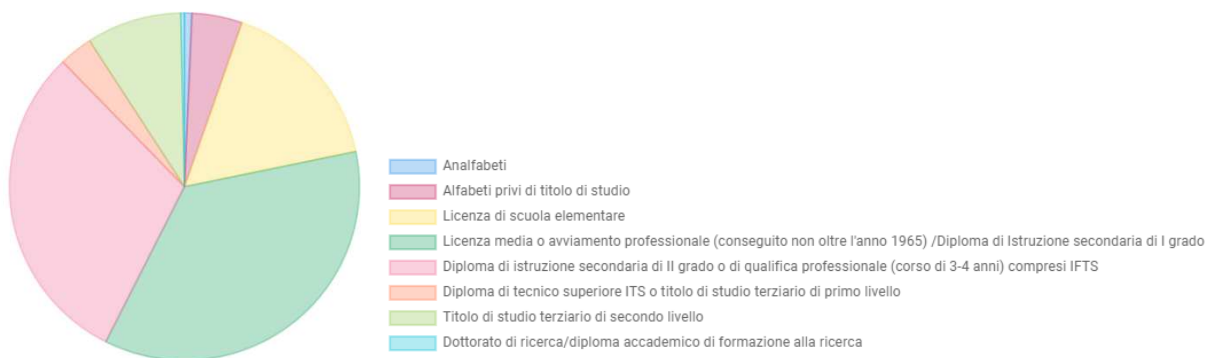 Analfabeti
Alfabeti privi di titolo di studio
Licenza di scuola elementare
Licenza media o avviamento professionale (conseguito non oltre l'anno 1965) /Diploma di Istruzione secondaria di I grado
Diploma di istruzione secondaria di II grado o di qualifica professionale (corso di 3-4 anni) compresi IFTS
Diploma di tecnico superiore ITS o titolo di studio terziario di primo livello
Titolo di studio terziario di secondo livello
Dottorato di ricerca/diploma accademico di formazione alla ricerca